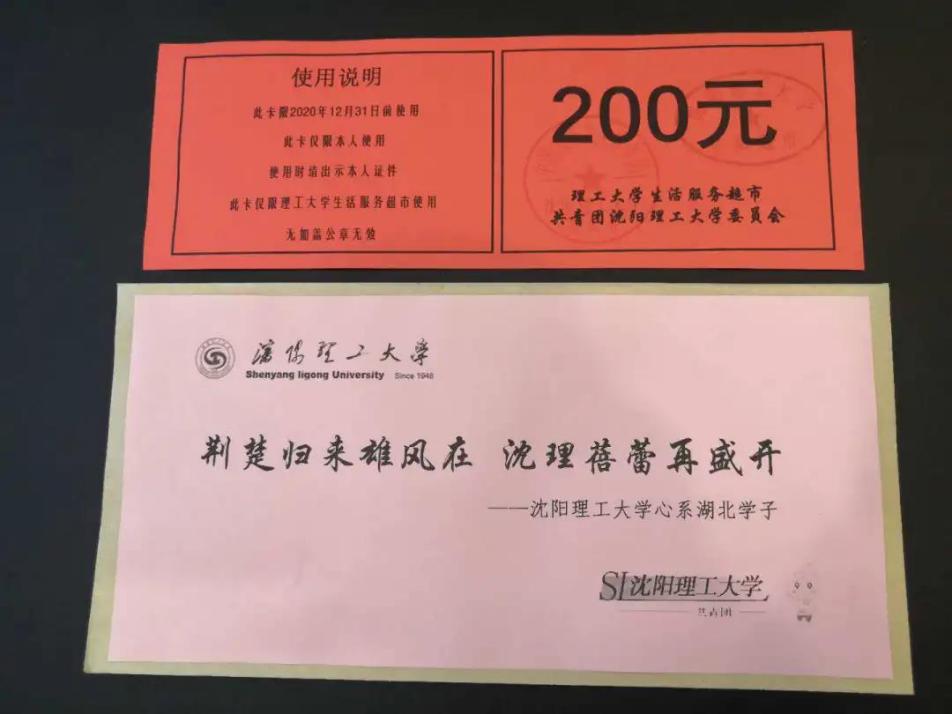 使用说明
此卡限2020年12月31日前使用
此卡仅限本人使用
使用时请出示本人证件
此卡仅限理工大学生活服务超市使用
无加盖公章无效
200元
理工大学生活服务超市
共青团沈阳理工大学委员会
沈阳理工大学
Shenyang ligong University Since 1948
荆楚归来雄风在 沈理蓓蕾再盛开
——沈阳理工大学心系湖北学子
SL沈阳理工大学
共青团